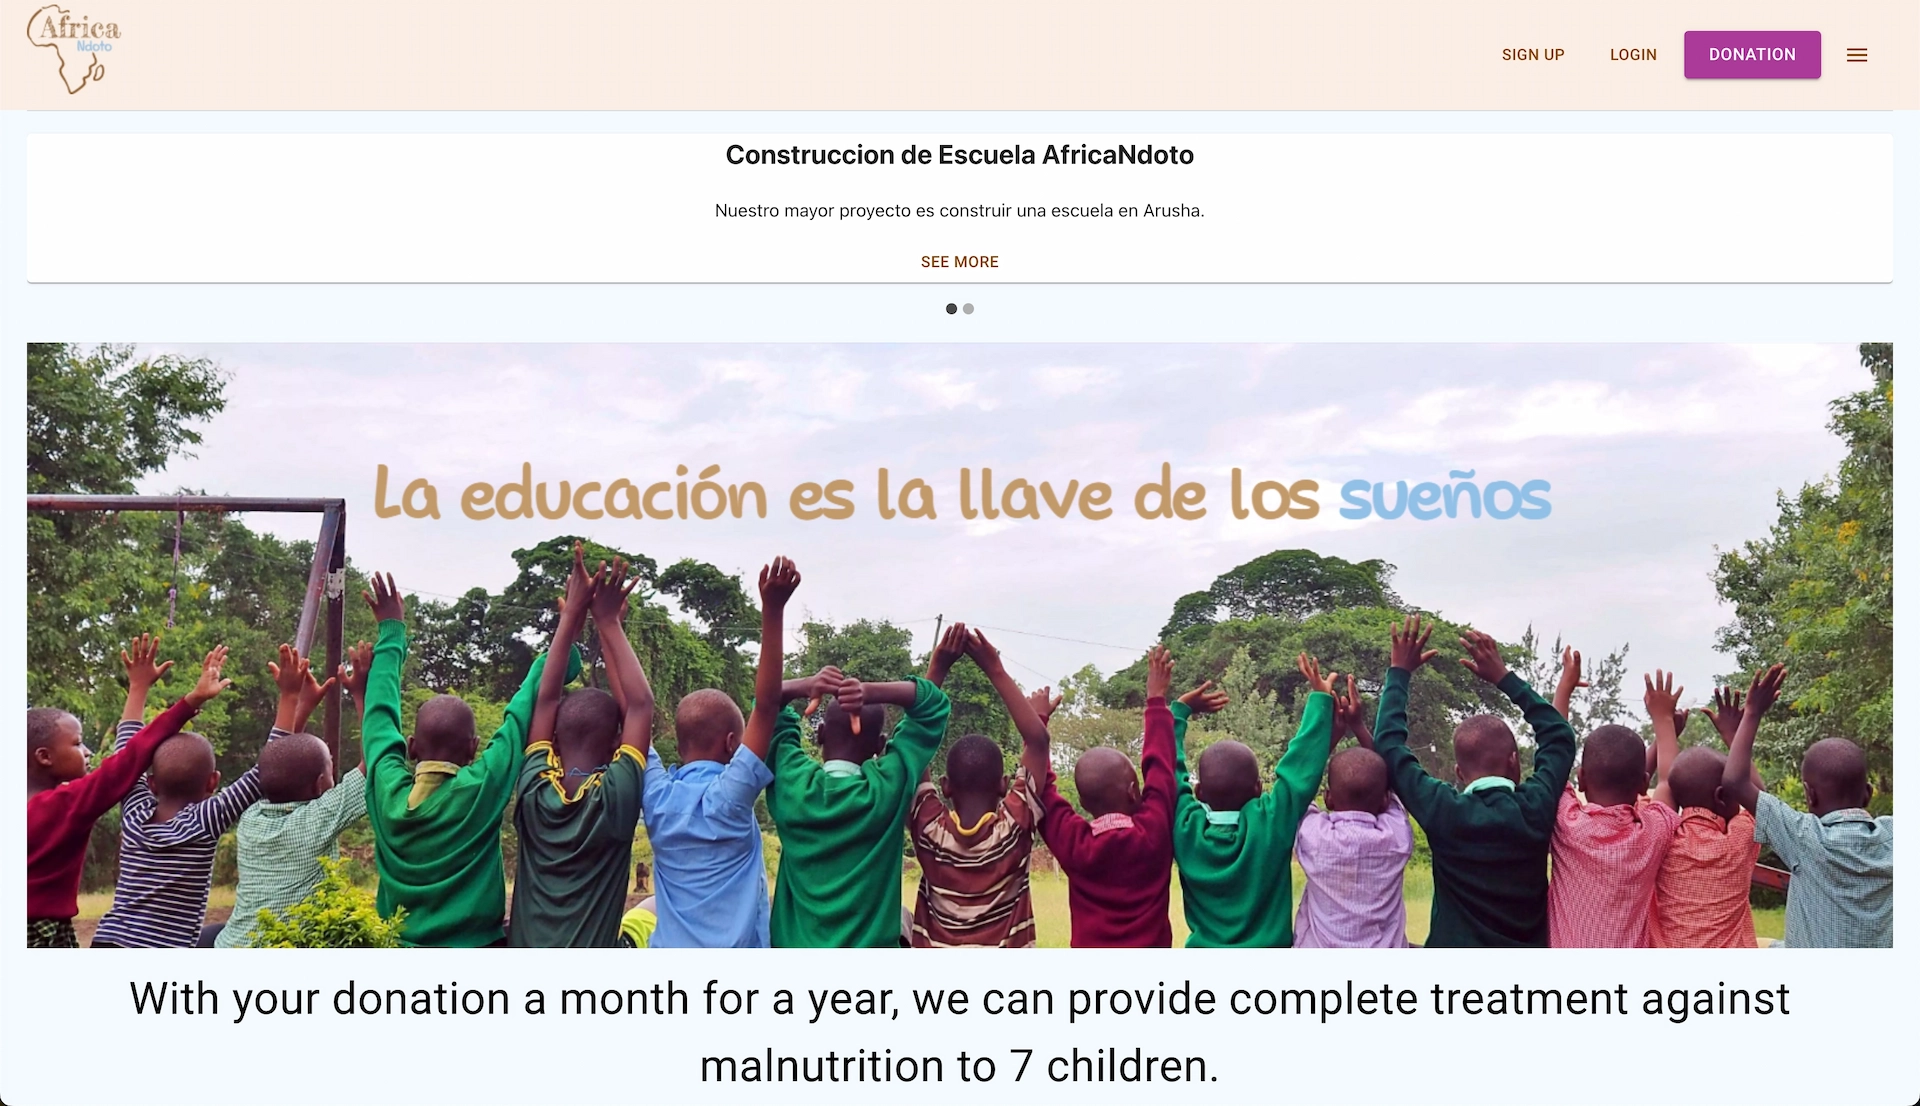 Africa
Ndoto
SIGN UP
LOGIN
DONATION
Construccion de Escuela AfricaNdoto
Nuestro mayor proyecto es construir una escuela en Arusha.
SEE MORE
La educación es la llave de los sueños
With your donation a month for a year, we can provide complete treatment against
malnutrition to 7 children.